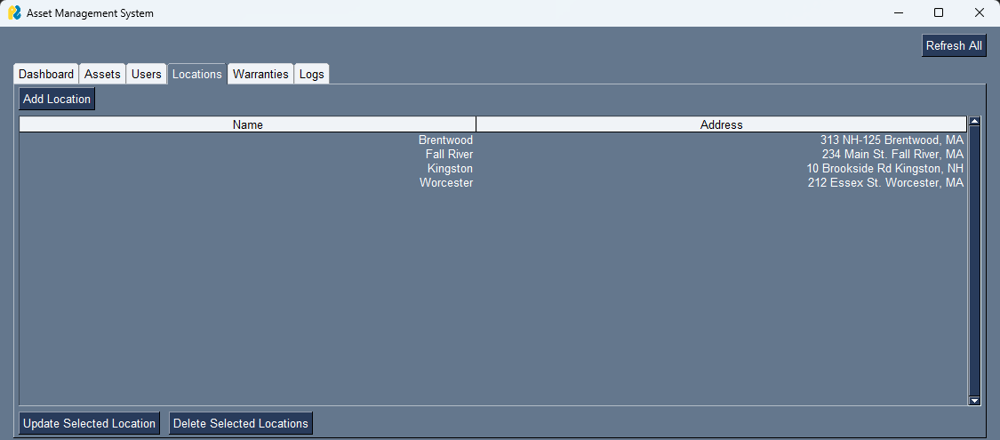 Asset Management System
Refresh All
Dashboard Assets Users Locations Warranties Logs
Add Location
Name Address
Brentwood 313 NH-125 Brentwood, MA
Fall River 234 Main St. Fall River, MA
Kingston 10 Brookside Rd Kingston, NH
Worcester 212 Essex St. Worcester, MA
Update Selected Location Delete Selected Locations